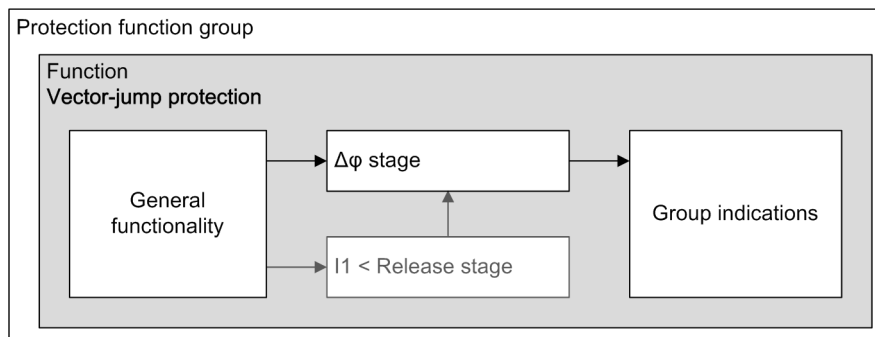 Protection function group
Function
Vector-jump protection
General
functionality
Δφ stage
I1 < Release stage
Group indications